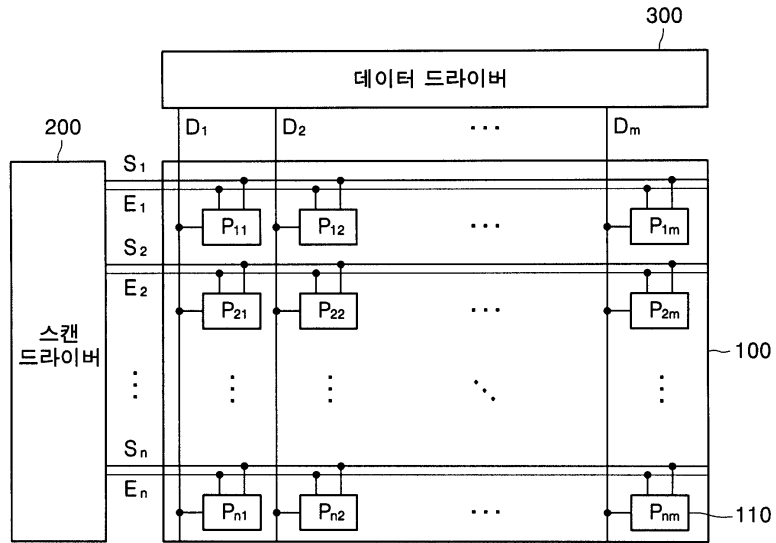 300
데이터 드라이버
200
D1 D2 ... Dm
S1
E1
P11 P12 ... P1m
S2
E2
P21 P22 ... P2m
스캔
드라이버
100
Sn
En
Pn1 Pn2 ... Pnm
110